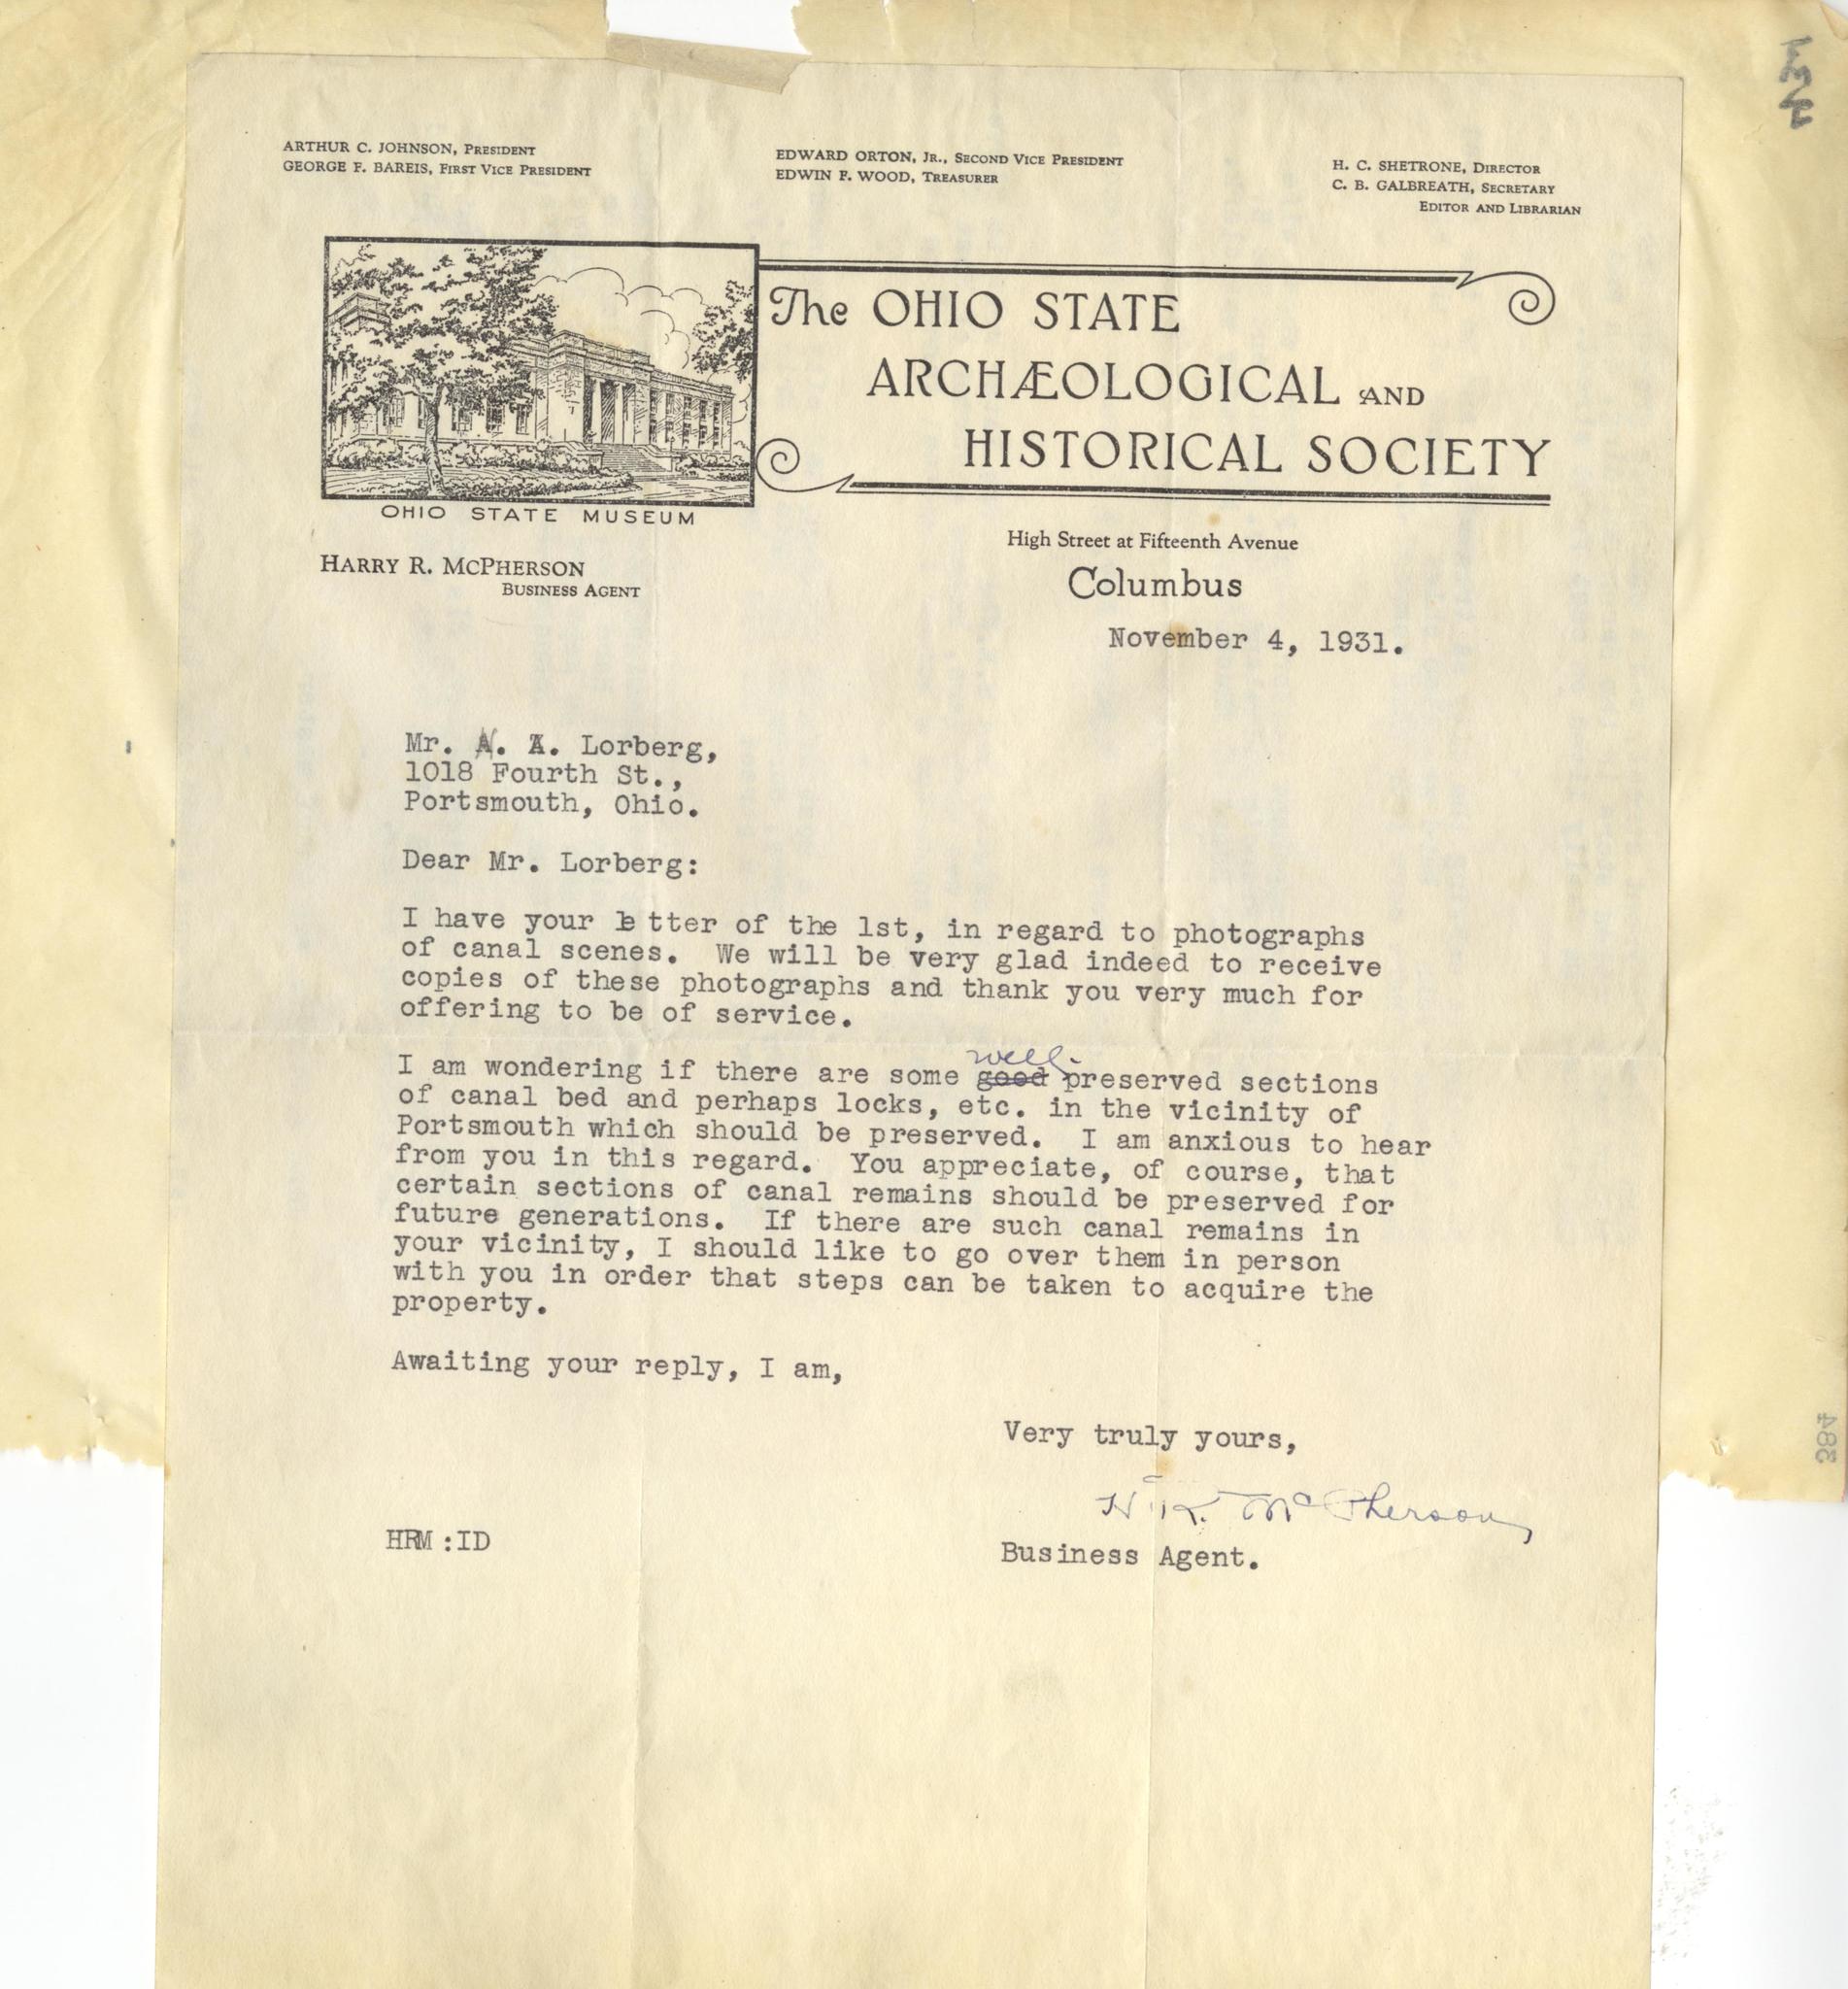 ARTHUR C. JOHNSON, PRESIDENT
GEORGE F. BAREIS, FIRST VICE PRESIDENT
EDWARD ORTON, JR., SECOND VICE PRESIDENT
EDWIN F. WOOD, TREASURER
H. C. SHETRONE, DIRECTOR
C. B. GALBREATH, SECRETARY
EDITOR AND LIBRARIAN
The OHIO STATE
ARCHÆOLOGICAL AND
HISTORICAL SOCIETY
OHIO STATE MUSEUM
HARRY R. MCPHERSON
BUSINESS AGENT
High Street at Fifteenth Avenue
Columbus
November 4, 1931.
Mr. A. Lorberg,
1018 Fourth St.,
Portsmouth, Ohio.
Dear Mr. Lorberg:
I have your letter of the 1st, in regard to photographs
of canal scenes. We will be very glad indeed to receive
copies of these photographs and thank you very much for
offering to be of service.
well-
I am wondering if there are some good preserved sections
of canal bed and perhaps locks, etc. in the vicinity of
Portsmouth which should be preserved. I am anxious to hear
from you in this regard. You appreciate, of course, that
certain sections of canal remains should be preserved for
future generations. If there are such canal remains in
your vicinity, I should like to go over them in person
with you in order that steps can be taken to acquire the
property.
Awaiting your reply, I am,
Very truly yours,
H. R. McPherson
HRM:ID
Business Agent.
488